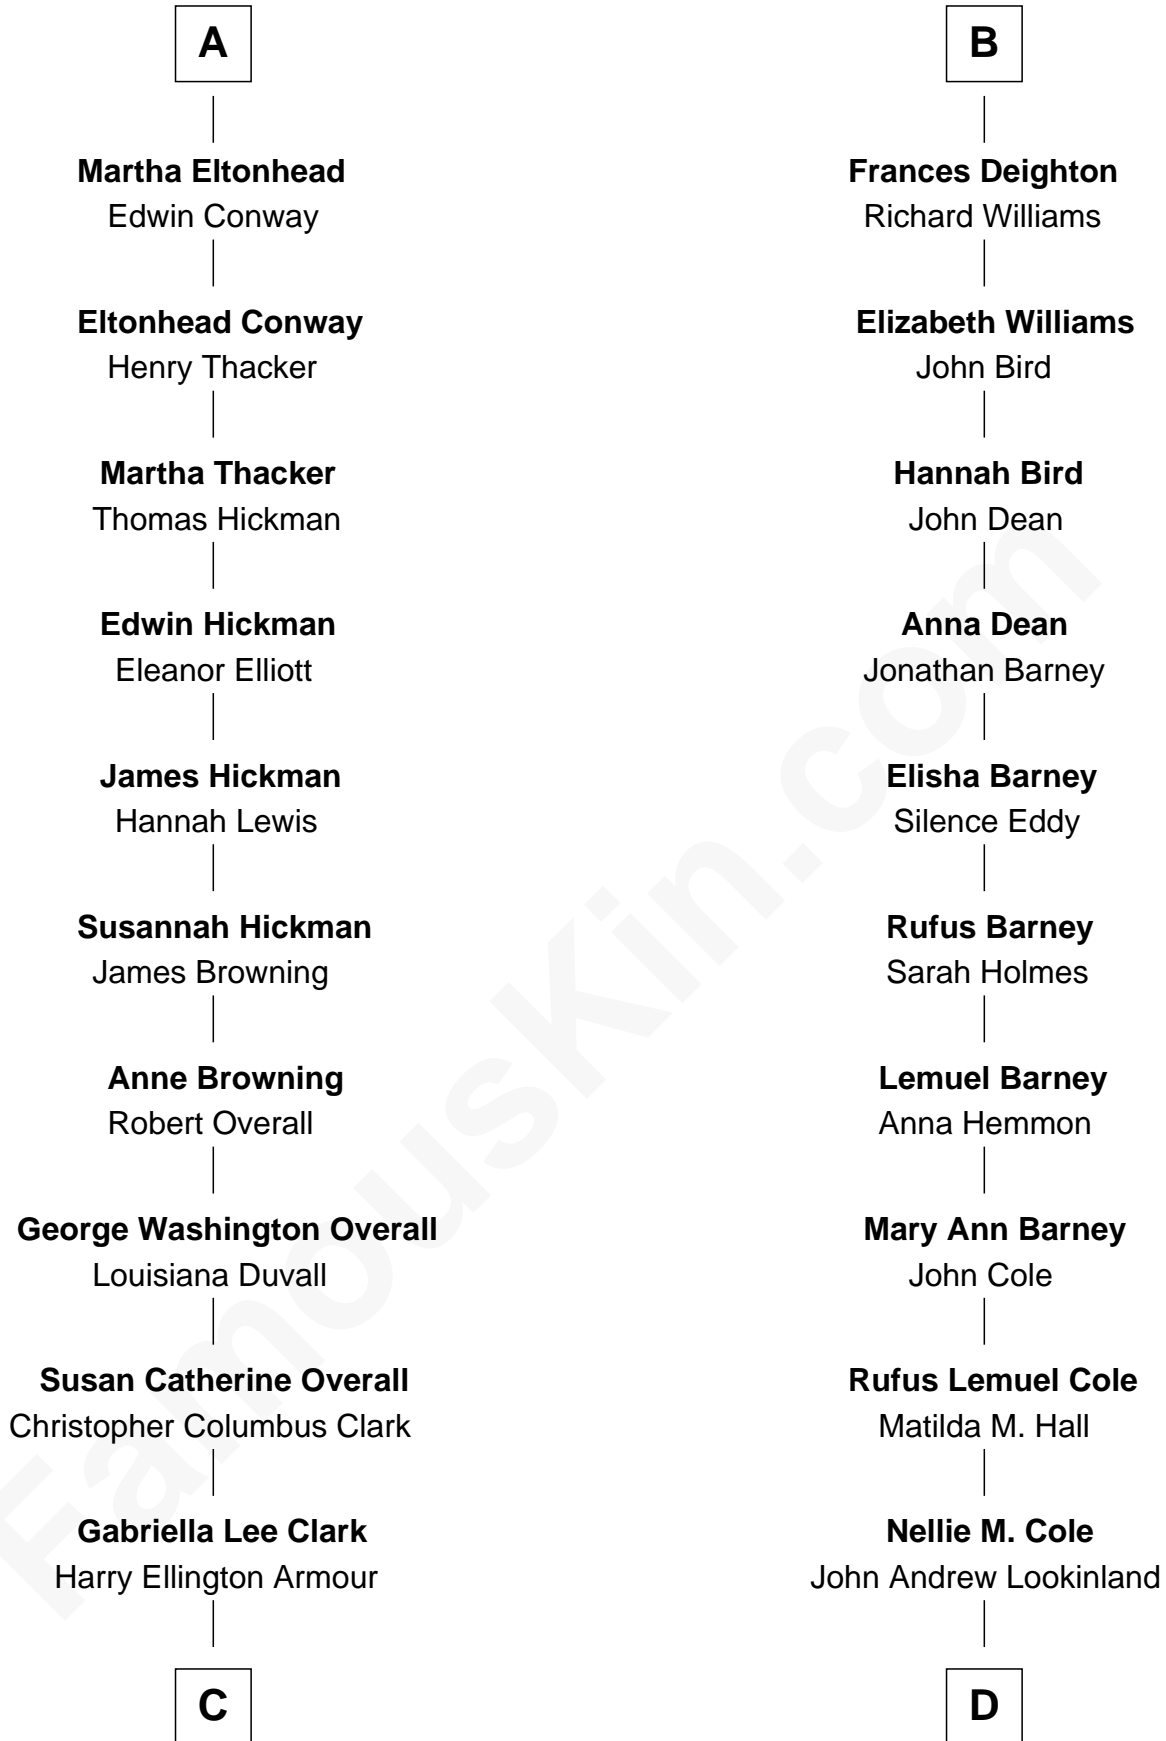 A
Martha Eltonhead
Edwin Conway
Eltonhead Conway
Henry Thacker
Martha Thacker
Thomas Hickman
Edwin Hickman
Eleanor Elliott
James Hickman
Hannah Lewis
Susannah Hickman
James Browning
Anne Browning
Robert Overall
George Washington Overall
Louisiana Duvall
Susan Catherine Overall
Christopher Columbus Clark
Gabriella Lee Clark
Harry Ellington Armour
C
B
Frances Deighton
Richard Williams
Elizabeth Williams
John Bird
Hannah Bird
John Dean
Anna Dean
Jonathan Barney
Elisha Barney
Silence Eddy
Rufus Barney
Sarah Holmes
Lemuel Barney
Anna Hemmon
Mary Ann Barney
John Cole
Rufus Lemuel Cole
Matilda M. Hall
Nellie M. Cole
John Andrew Lookinland
D
FamousKin.com